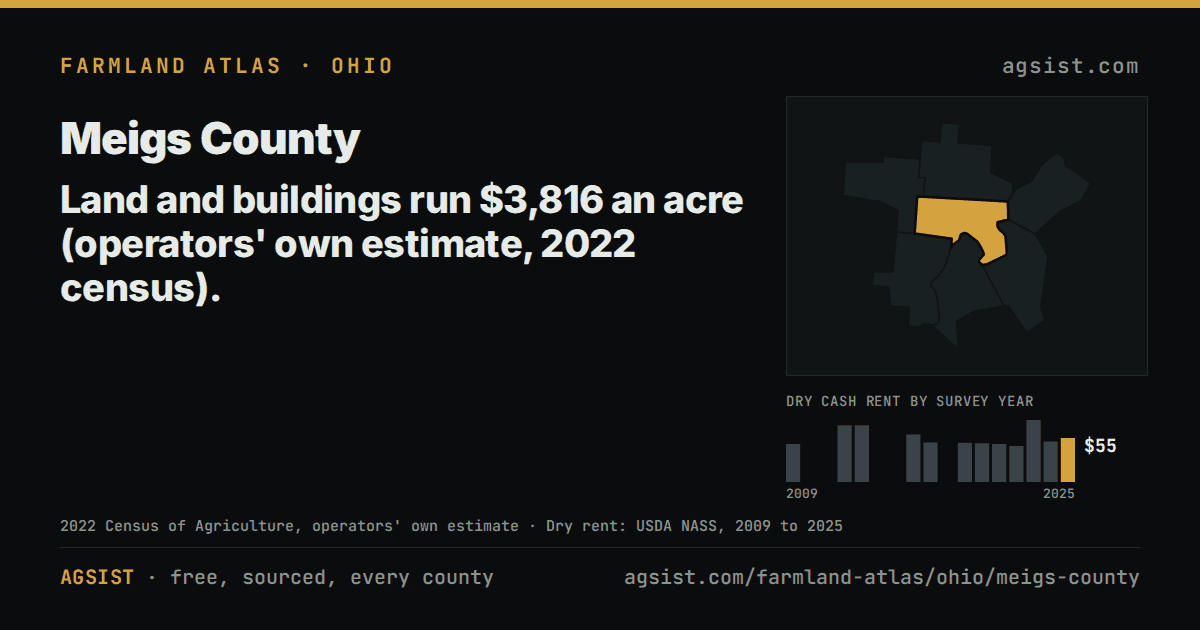 FARMLAND ATLAS · OHIO
agsist.com
Meigs County
Land and buildings run $3,816 an acre
(operators' own estimate, 2022
census).
DRY CASH RENT BY SURVEY YEAR
$55
2009
2025
2022 Census of Agriculture, operators' own estimate · Dry rent: USDA NASS, 2009 to 2025
AGSIST · free, sourced, every county
agsist.com/farmland-atlas/ohio/meigs-county